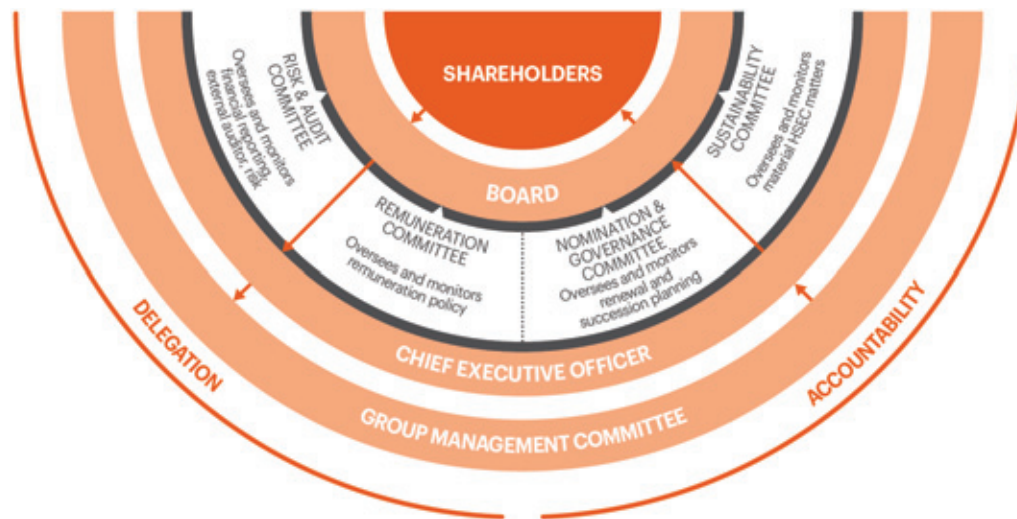 SHAREHOLDERS
BOARD
RISK & AUDIT
COMMITTEE
Oversees and monitors
financial reporting,
external auditor, risk
REMUNERATION
COMMITTEE
Oversees and monitors
remuneration policy
NOMINATION &
GOVERNANCE
COMMITTEE
Oversees and monitors
renewal and
succession planning
SUSTAINABILITY
COMMITTEE
Oversees and monitors
material HSEC matters
CHIEF EXECUTIVE OFFICER
GROUP MANAGEMENT COMMITTEE
DELEGATION
ACCOUNTABILITY